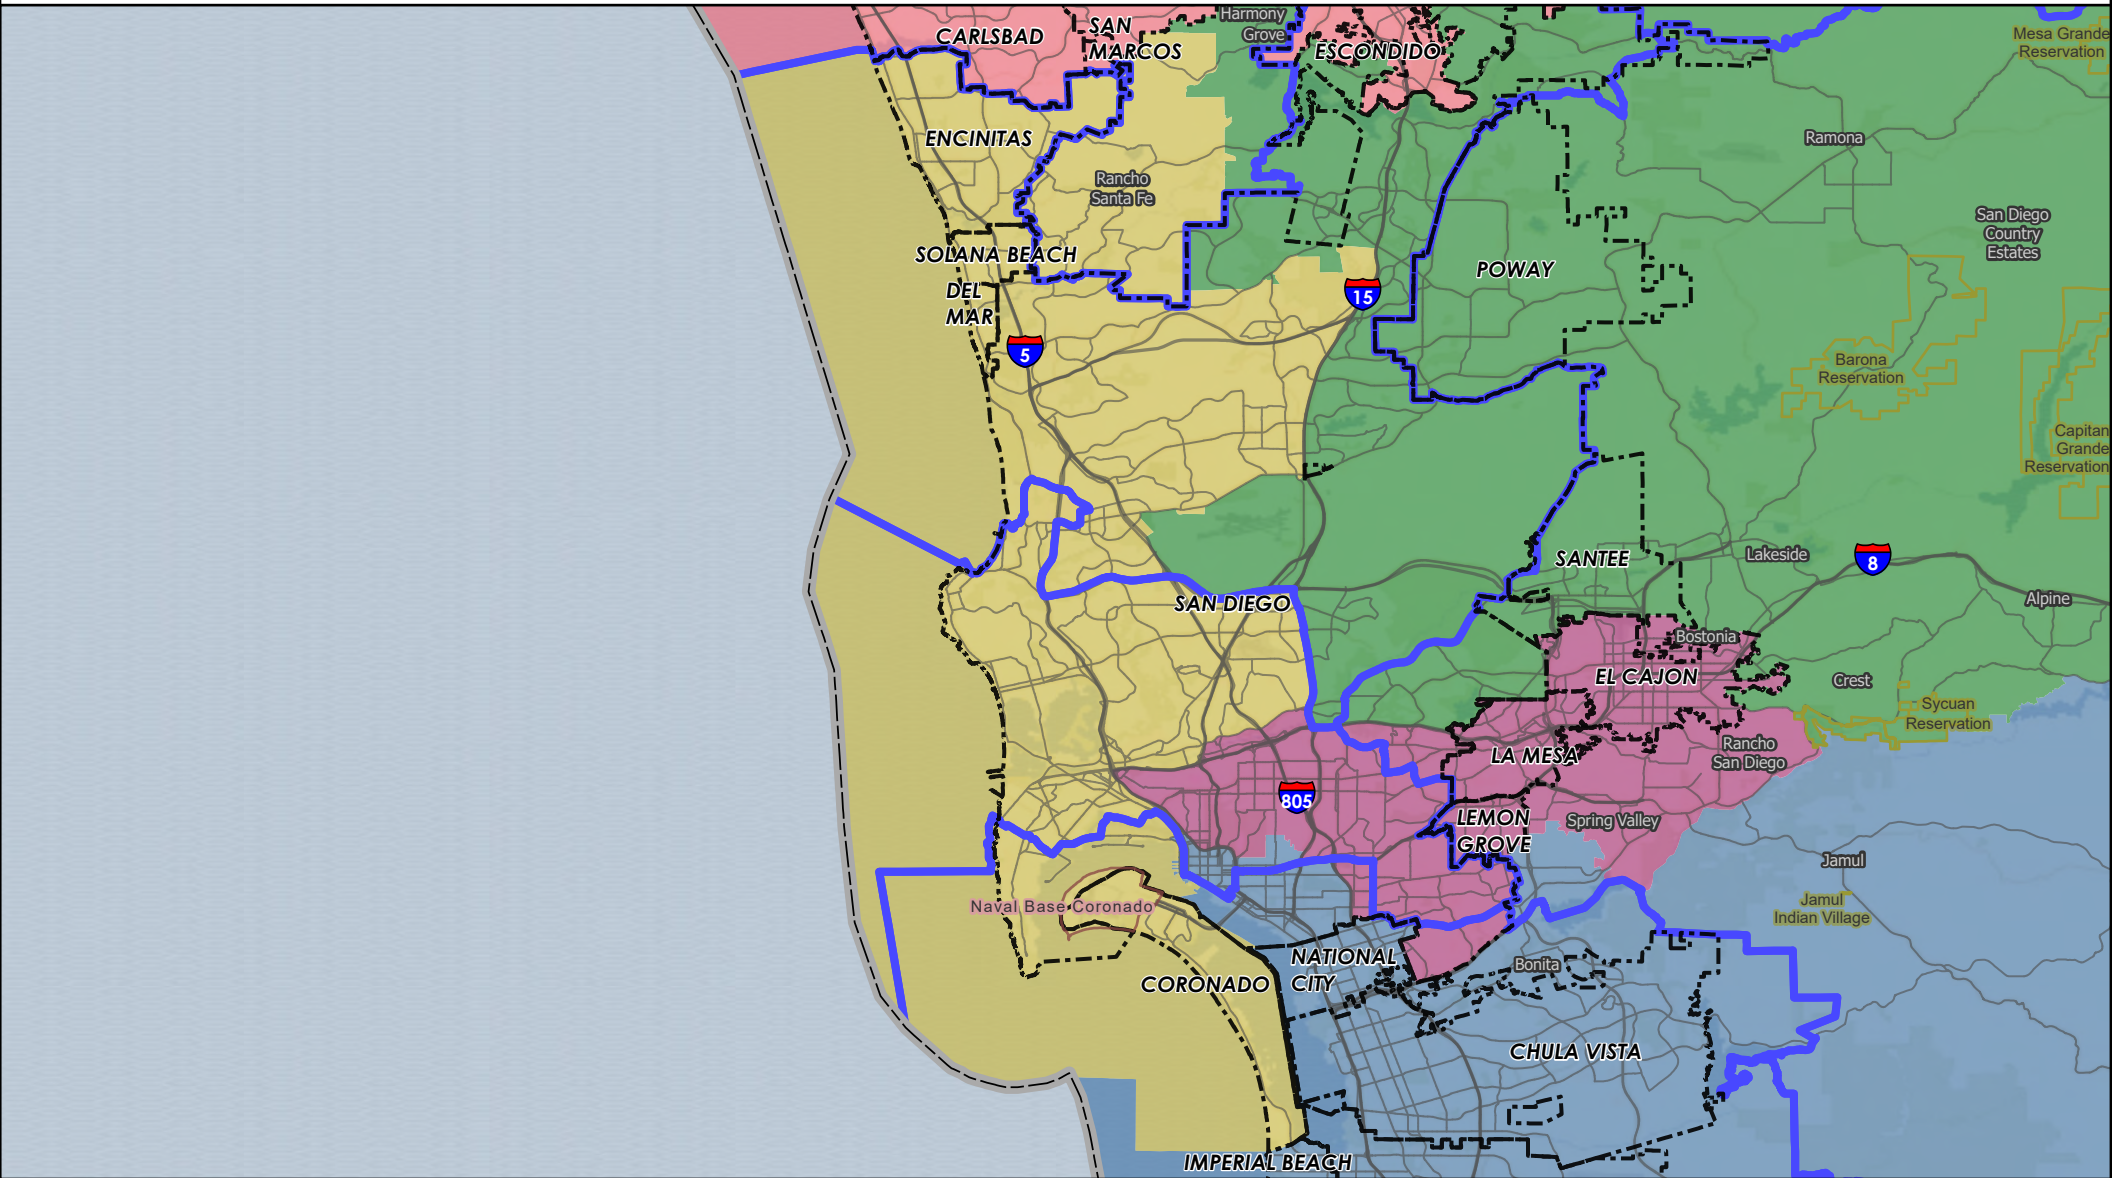 CARLSBAD
SAN
MARCOS
Harmony
Grove
ESCONDIDO
Mesa Grande
Reservation
ENCINITAS
Rancho
Santa Fe
Ramona
San Diego
Country
Estates
SOLANA BEACH
DEL
MAR
POWAY
15
5
Barona
Reservation
Capitan
Grande
Reservation
SANTEE
Lakeside
8
Alpine
SAN DIEGO
Bostonia
EL CAJON
Crest
Sycuan
Reservation
LA MESA
Rancho
San Diego
805
LEMON
GROVE
Spring Valley
Jamul
Jamul
Indian Village
Naval Base Coronado
NATIONAL
CITY
Bonita
CORONADO
CHULA VISTA
IMPERIAL BEACH